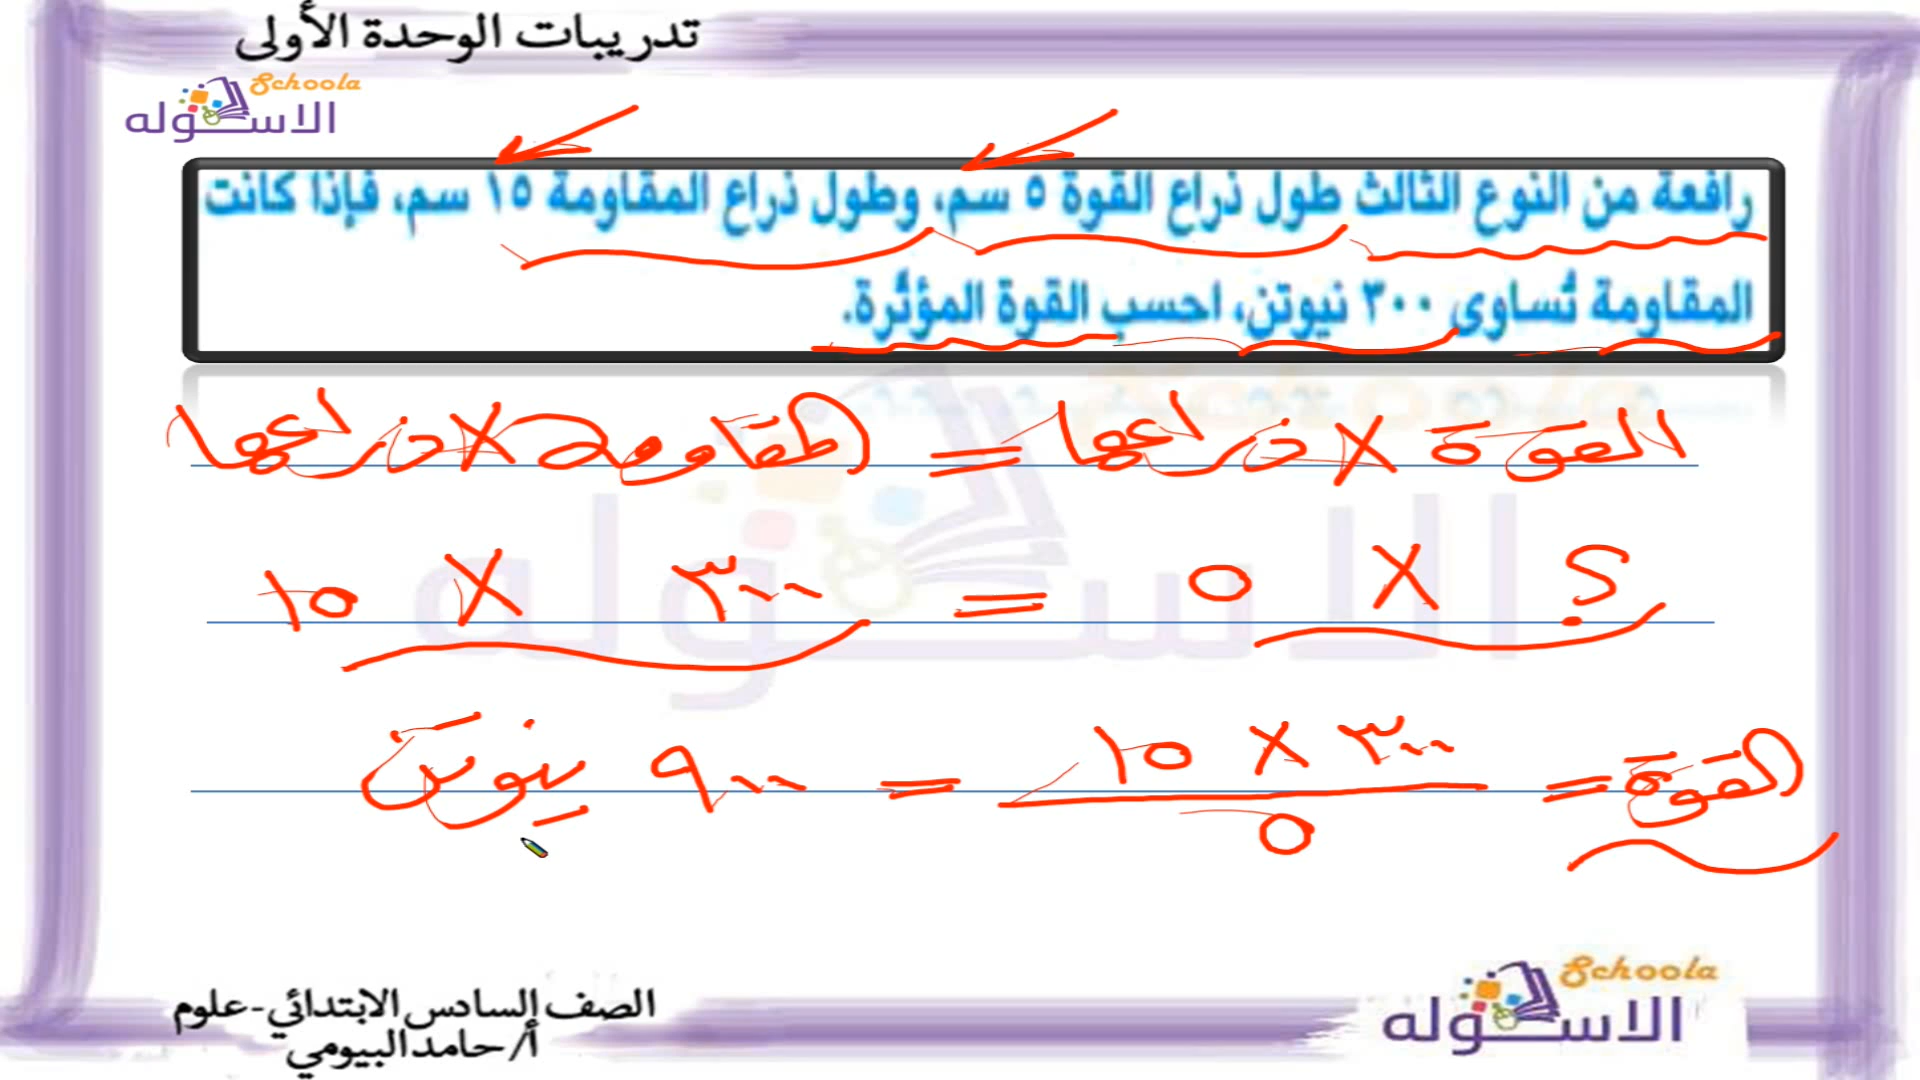 تدريبات الوحدة الأولى
Schoola
الاسكوله
رافعة من النوع الثالث طول ذراع القوة ٥ سم، وطول ذراع المقاومة ١٥ سم، فإذا كانت
المقاومة تُساوى ٣٠٠ نيوتن، احسب القوة المؤثرة.
القوة × ذراعها = المقاومة × ذراعها
؟ × ٥ = ٣٠٠ × ١٥
القوة = ٣٠٠ × ١٥ / ٥ = ٩٠٠ نيوتن
الاسكوله
الصف السادس الابتدائي-علوم
أ/حامد البيومي
Schoola
الاسكوله